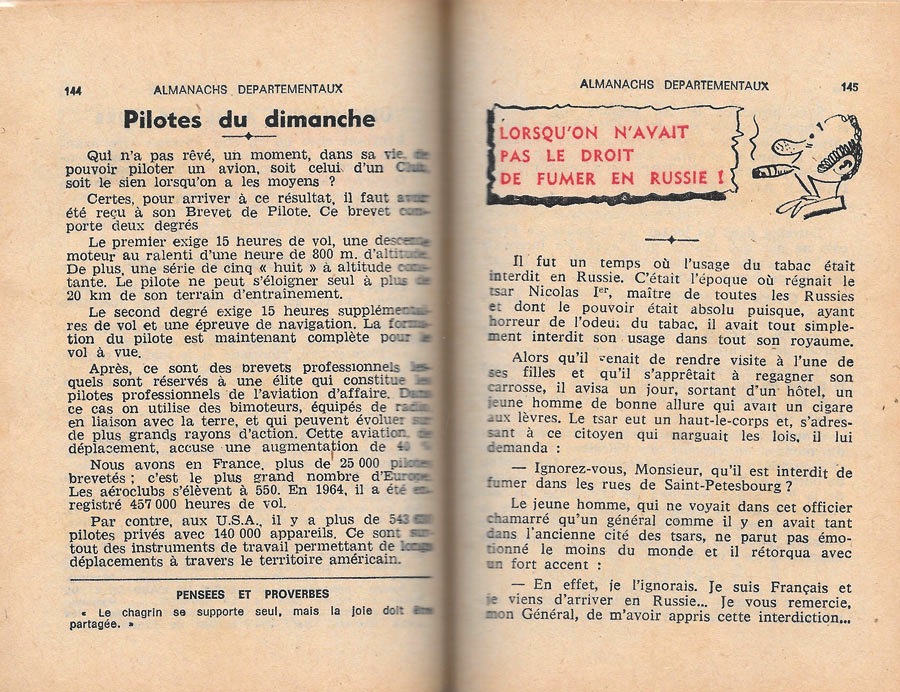 144
ALMANACHS DEPARTEMENTAUX
Pilotes du dimanche
Qui n'a pas rêvé, un moment, dans sa vie, de
pouvoir piloter un avion, soit celui d'un Club,
soit le sien lorsqu'on a les moyens ?
Certes, pour arriver à ce résultat, il faut avoir
été reçu à son Brevet de Pilote. Ce brevet com-
porte deux degrés
Le premier exige 15 heures de vol, une descente
moteur au ralenti d'une heure de 800 m. d'altitude.
De plus, une série de cinq « huit » à altitude cons-
tante. Le pilote ne peut s'éloigner seul à plus de
20 km de son terrain d'entraînement.
Le second degré exige 15 heures supplémentai-
res de vol et une épreuve de navigation. La forma-
tion du pilote est maintenant complète pour le
vol à vue.
Après, ce sont des brevets professionnels les-
quels sont réservés à une élite qui constitue les
pilotes professionnels de l'aviation d'affaire. Dans
ce cas on utilise des bimoteurs, équipés de radio
en liaison avec la terre, et qui peuvent évoluer sur
de plus grands rayons d'action. Cette aviation, de
déplacement, accuse une augmentation de 40 %
Nous avons en France, plus de 25 000 pilotes
brevetés ; c'est le plus grand nombre d'Europe.
Les aéroclubs s'élèvent à 550. En 1964, il a été en-
registré 457 000 heures de vol.
Par contre, aux U.S.A., il y a plus de 543
pilotes privés avec 140 000 appareils. Ce sont sur-
tout des instruments de travail permettant de longs
déplacements à travers le territoire américain.
PENSEES ET PROVERBES
« Le chagrin se supporte seul, mais la joie doit être
partagée. »
ALMANACHS DEPARTEMENTAUX
145
LORSQU'ON N'AVAIT
PAS LE DROIT
DE FUMER EN RUSSIE !
Il fut un temps où l'usage du tabac était
interdit en Russie. C'était l'époque où régnait le
tsar Nicolas Ier, maître de toutes les Russies
et dont le pouvoir était absolu puisque, ayant
horreur de l'odeur du tabac, il avait tout simple-
ment interdit son usage dans tout son royaume.
Alors qu'il venait de rendre visite à l'une de
ses filles et qu'il s'apprêtait à regagner son
carrosse, il avisa un jour, sortant d'un hôtel, un
jeune homme de bonne allure qui avait un cigare
aux lèvres. Le tsar eut un haut-le-corps et, s'adres-
sant à ce citoyen qui narguait les lois, il lui
demanda :
— Ignorez-vous, Monsieur, qu'il est interdit de
fumer dans les rues de Saint-Petesbourg ?
Le jeune homme, qui ne voyait dans cet officier
chamarré qu'un général comme il y en avait tant
dans l'ancienne cité des tsars, ne parut pas émo-
tionné le moins du monde et il rétorqua avec
un fort accent :
— En effet, je l'ignorais. Je suis Français et
je viens d'arriver en Russie... Je vous remercie,
mon Général, de m'avoir appris cette interdiction...